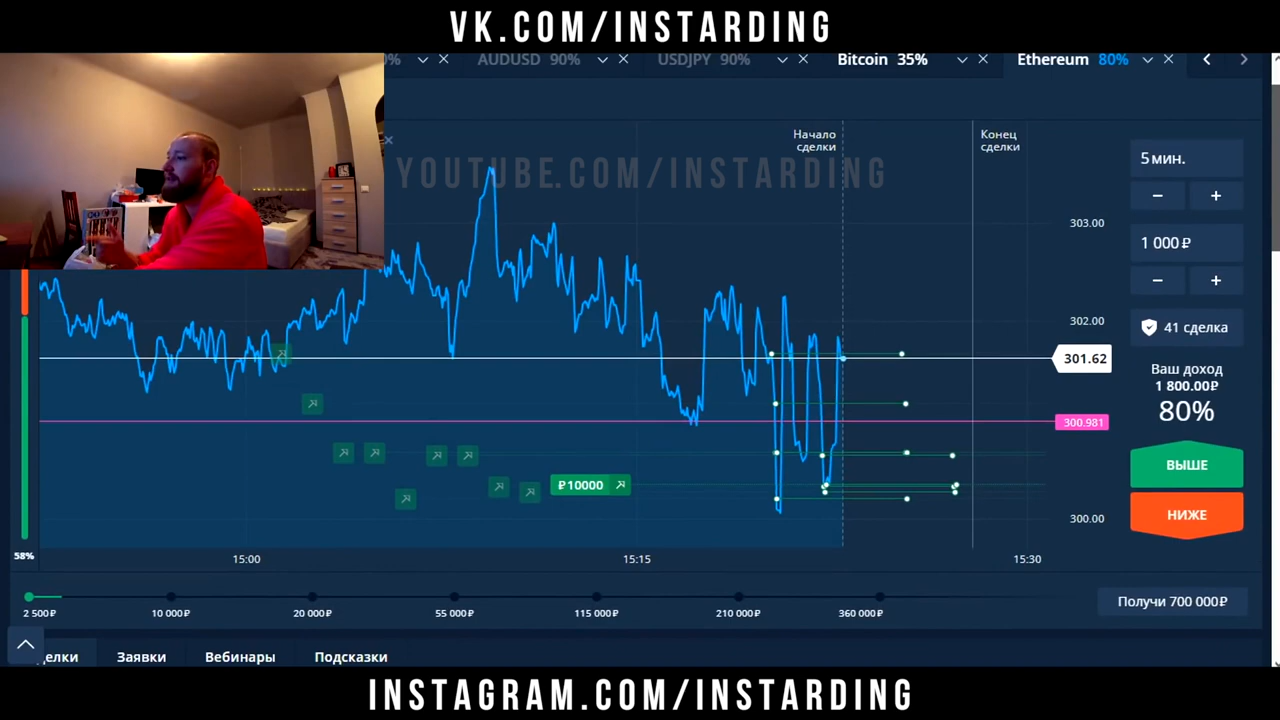 VK.COM/INSTARDING
0% AUDUSD 90% USDJPY 90% Bitcoin 35% Ethereum 80%
YOUTUBE.COM/INSTARDING
Начало
сделки
Конец
сделки
5 мин.
− +
1 000 ₽
− +
41 сделка
Ваш доход
1 800.00₽
80%
ВЫШЕ
НИЖЕ
303.00
302.00
301.62
300.981
300.00
₽10000
58%
15:00 15:15 15:30
2 500₽ 10 000₽ 20 000₽ 55 000₽ 115 000₽ 210 000₽ 360 000₽
Получи 700 000₽
делки Заявки Вебинары Подсказки
INSTAGRAM.COM/INSTARDING